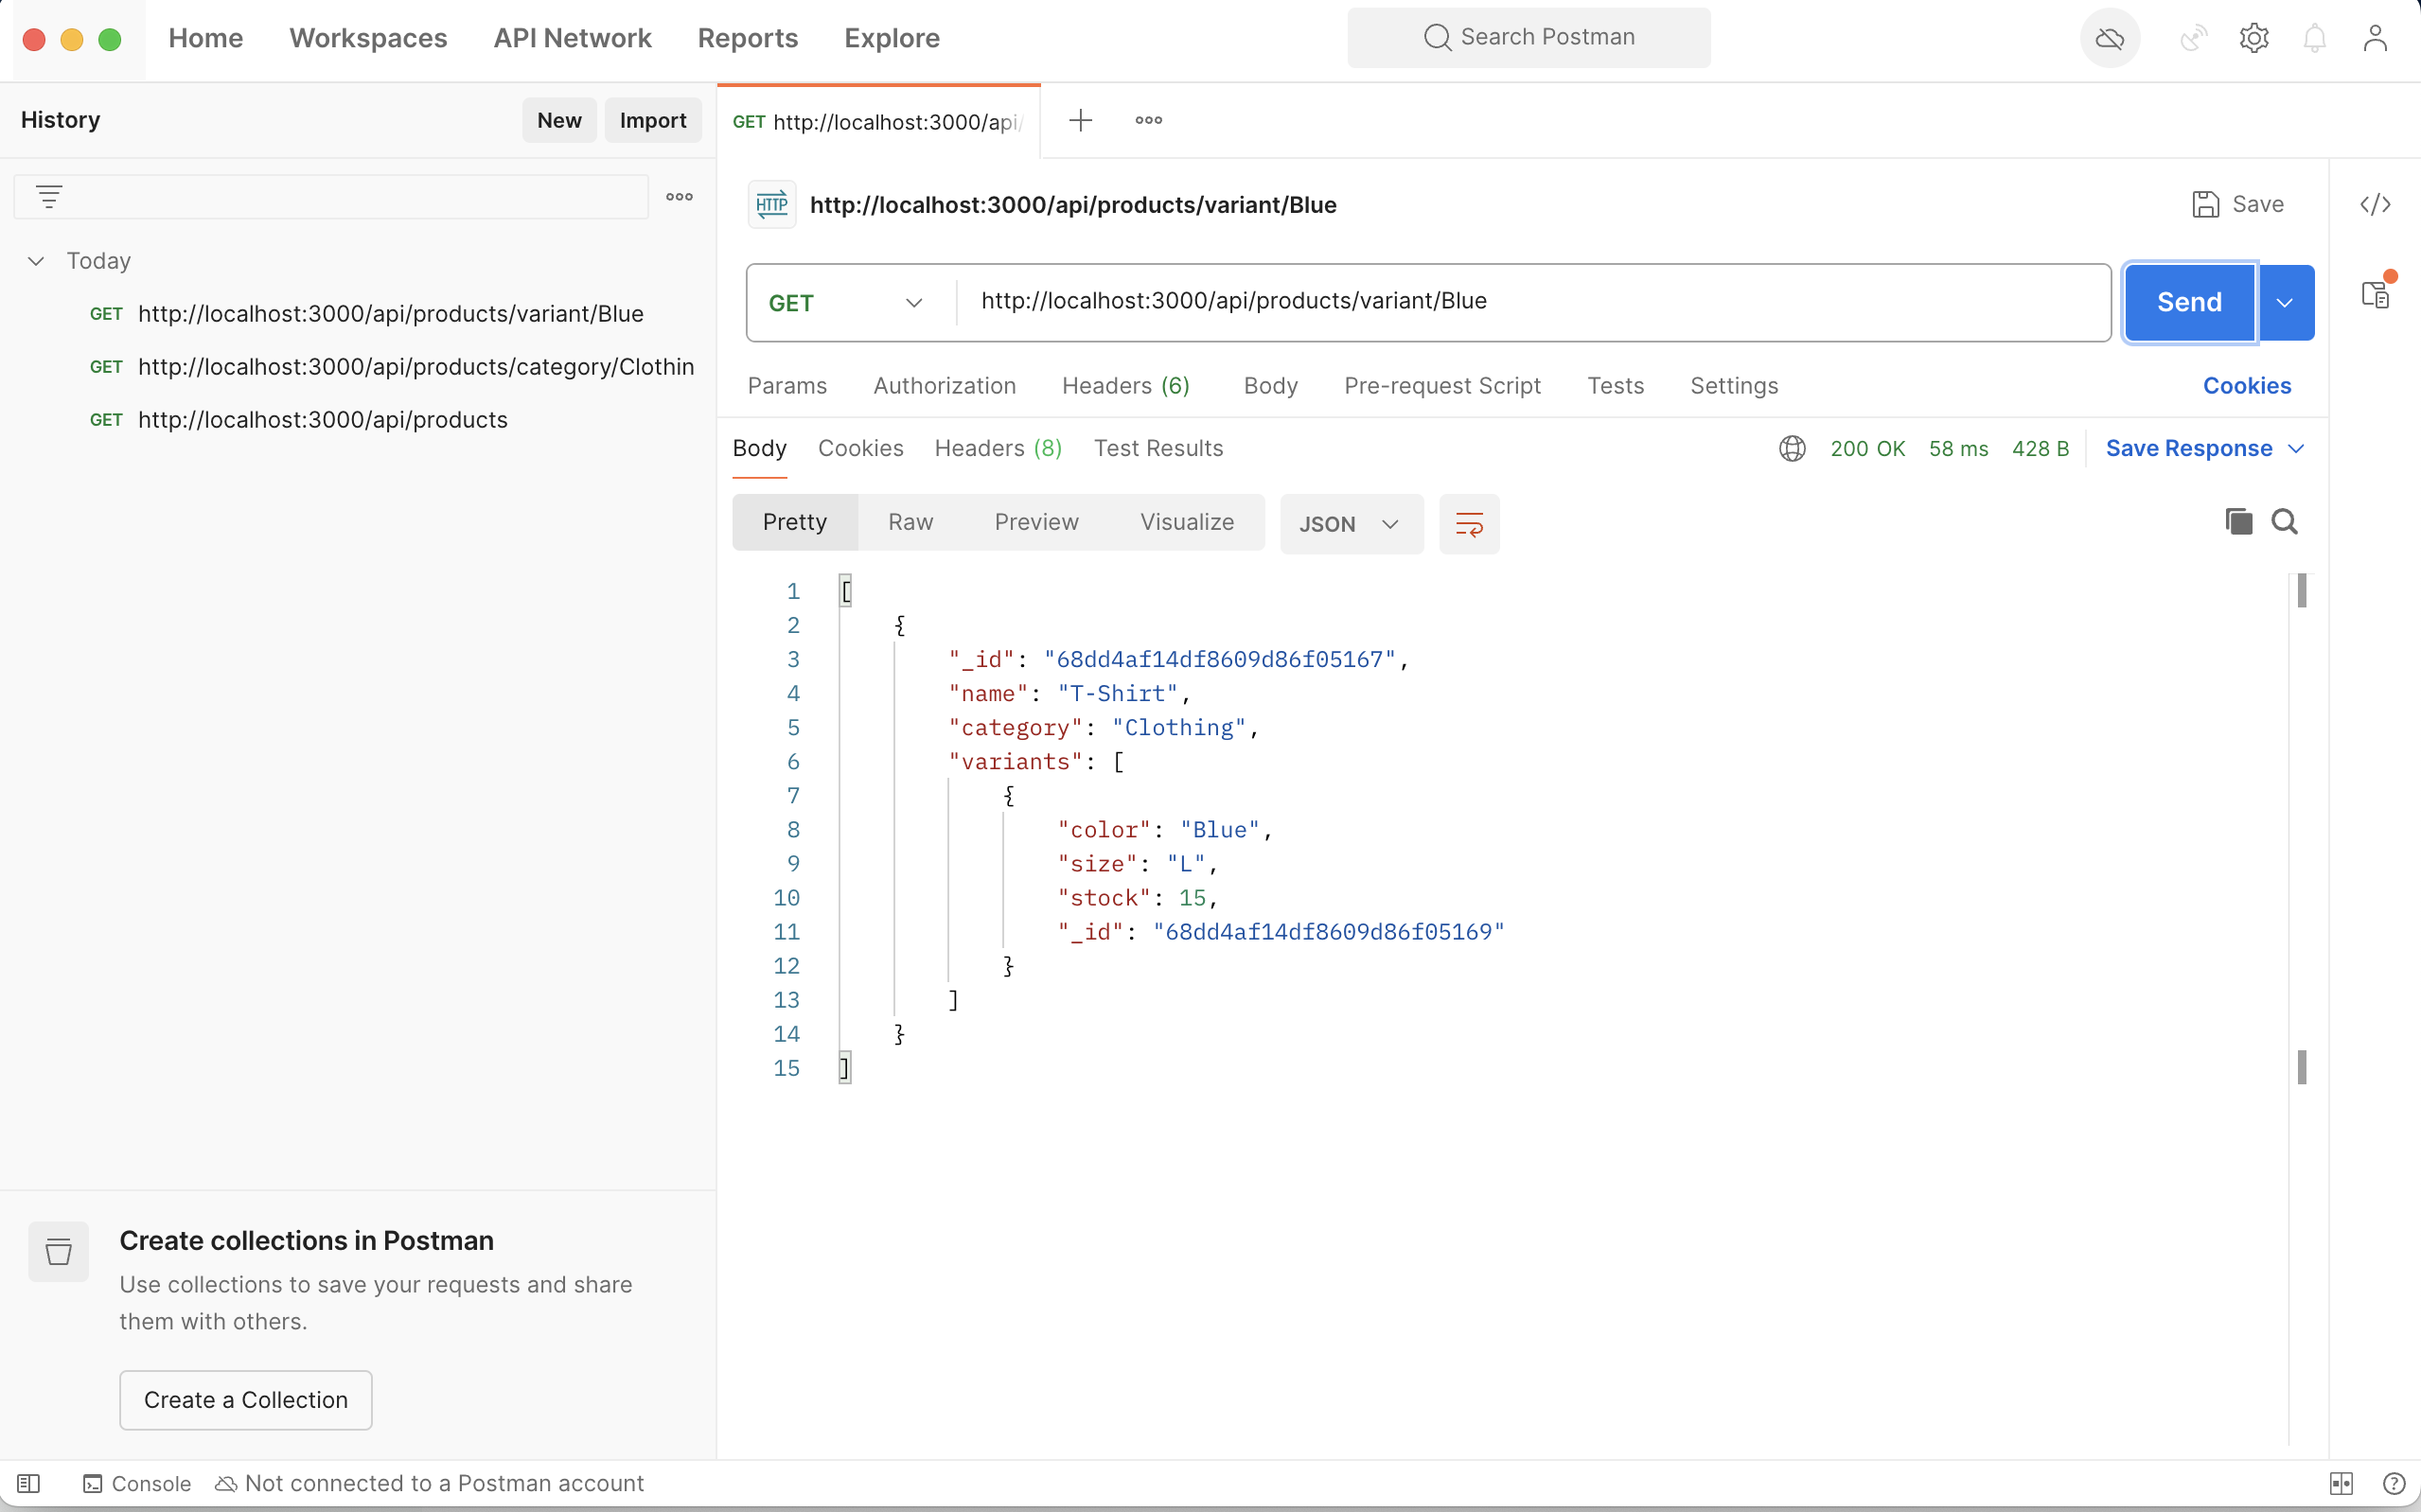 Home Workspaces API Network Reports Explore Search Postman
History New Import
GET http://localhost:3000/api/
http://localhost:3000/api/products/variant/Blue Save
Today
GET http://localhost:3000/api/products/variant/Blue
GET http://localhost:3000/api/products/category/Clothin
GET http://localhost:3000/api/products
GET http://localhost:3000/api/products/variant/Blue Send
Params Authorization Headers (6) Body Pre-request Script Tests Settings Cookies
Body Cookies Headers (8) Test Results 200 OK 58 ms 428 B Save Response
Pretty Raw Preview Visualize JSON
1 [
2 {
3 "_id": "68dd4af14df8609d86f05167",
4 "name": "T-Shirt",
5 "category": "Clothing",
6 "variants": [
7 {
8 "color": "Blue",
9 "size": "L",
10 "stock": 15,
11 "_id": "68dd4af14df8609d86f05169"
12 }
13 ]
14 }
15 ]
Create collections in Postman
Use collections to save your requests and share
them with others.
Create a Collection
Console Not connected to a Postman account